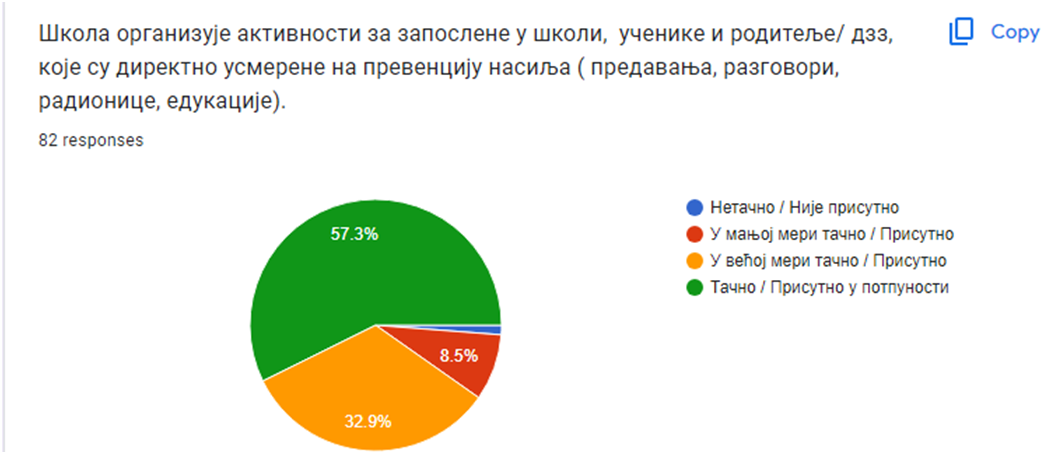 Школа организује активности за запослене у школи, ученике и родитеље/ дзз,
које су директно усмерене на превенцију насиља ( предавања, разговори,
радионице, едукације).
Copy
82 responses
57.3%
8.5%
32.9%
Нетачно / Није присутно
У мањој мери тачно / Присутно
У већој мери тачно / Присутно
Тачно / Присутно у потпуности